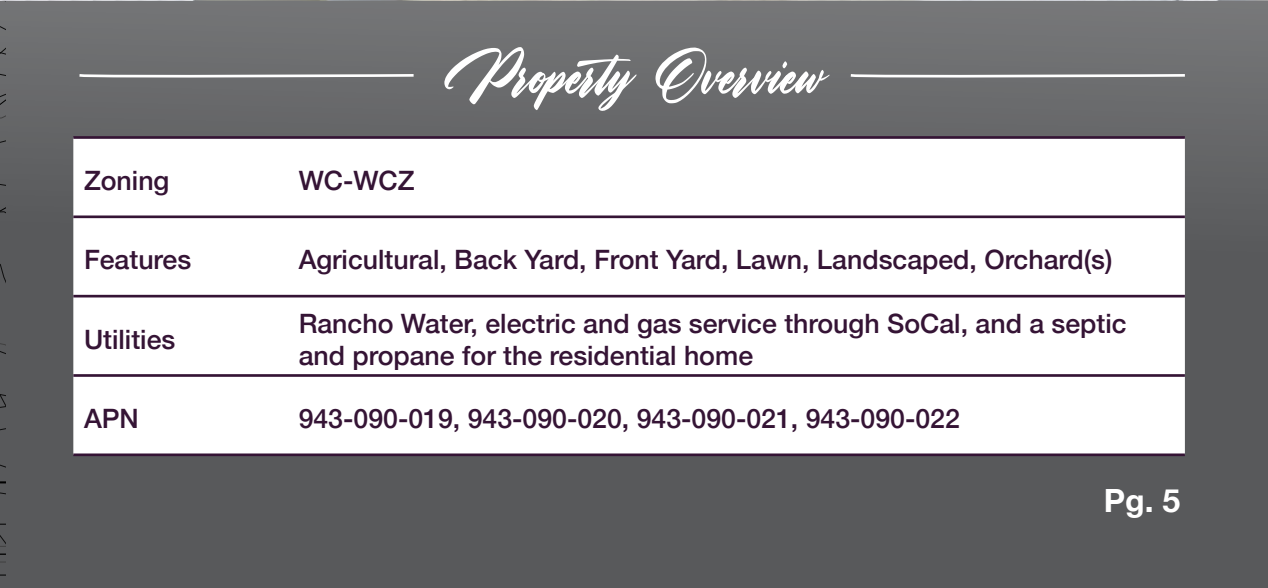 Property Overview
Zoning WC-WCZ
Features Agricultural, Back Yard, Front Yard, Lawn, Landscaped, Orchard(s)
Utilities Rancho Water, electric and gas service through SoCal, and a septic
and propane for the residential home
APN 943-090-019, 943-090-020, 943-090-021, 943-090-022
Pg. 5